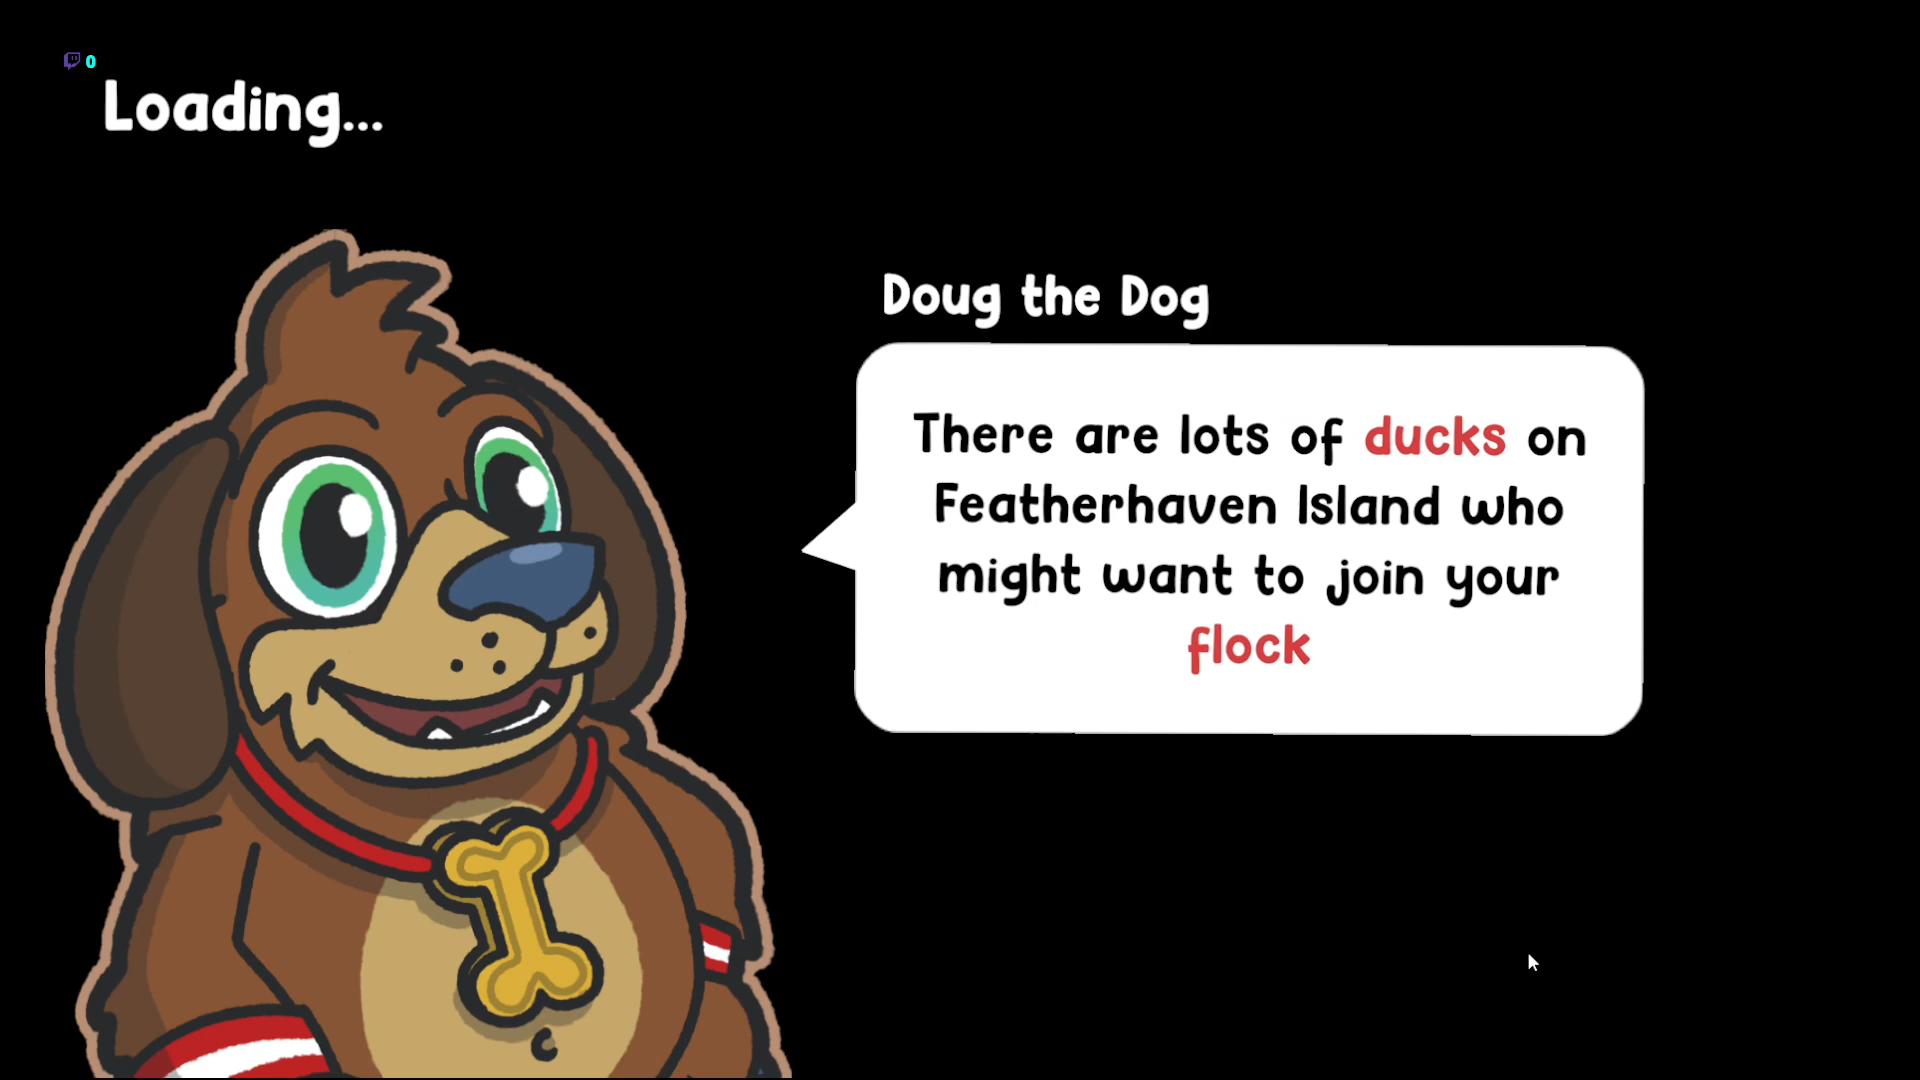 0
Loading...
Doug the Dog
There are lots of ducks on
Featherhaven Island who
might want to join your
flock